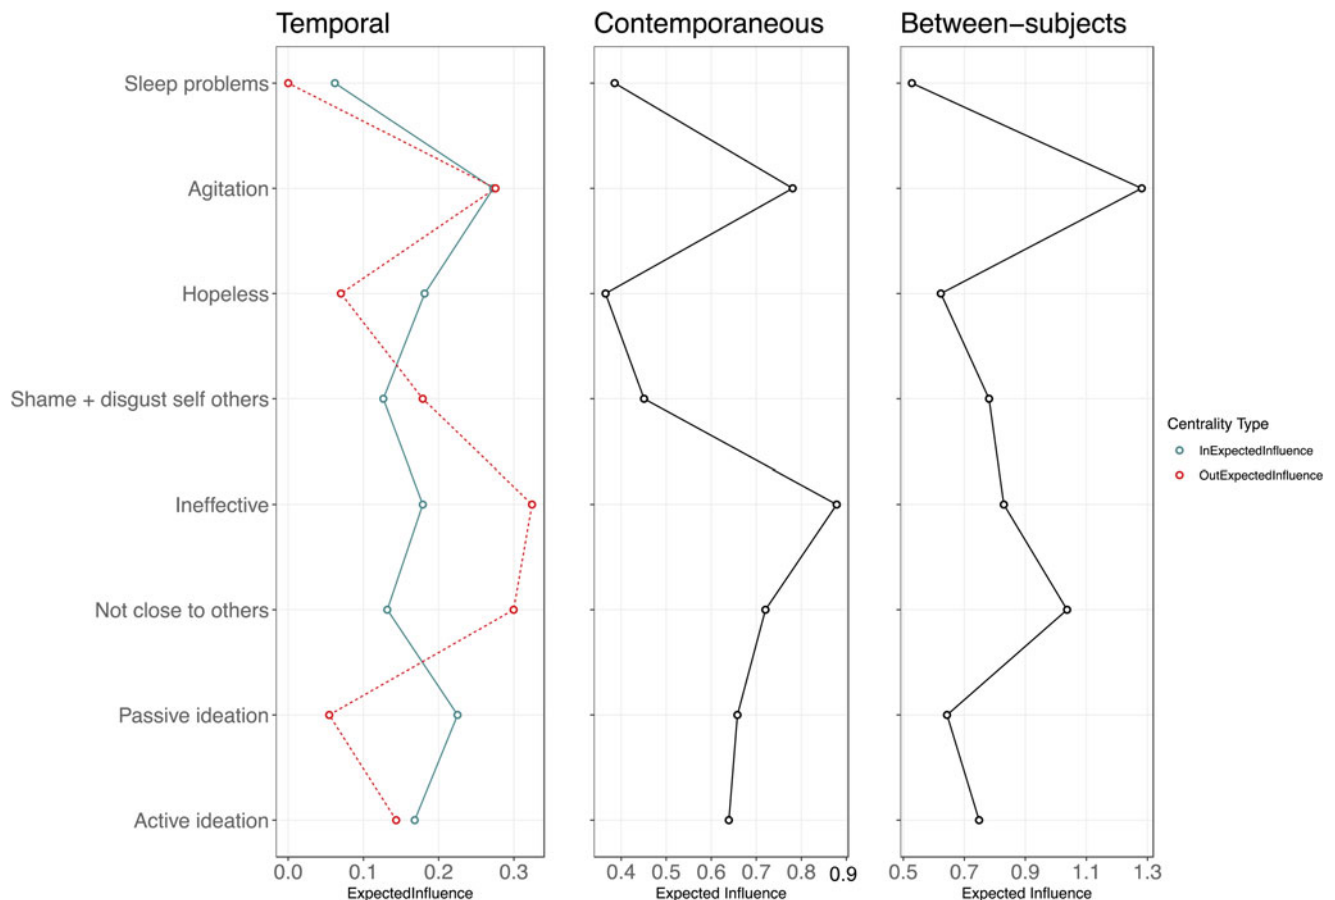 Temporal
Contemporaneous
Between-subjects
Sleep problems
Agitation
Hopeless
Shame + disgust self others
Ineffective
Not close to others
Passive ideation
Active ideation
Centrality Type
InExpectedInfluence
OutExpectedInfluence
0.0 0.1 0.2 0.3
ExpectedInfluence
0.4 0.5 0.6 0.7 0.8 0.9
Expected Influence
0.5 0.7 0.9 1.1 1.3
Expected Influence